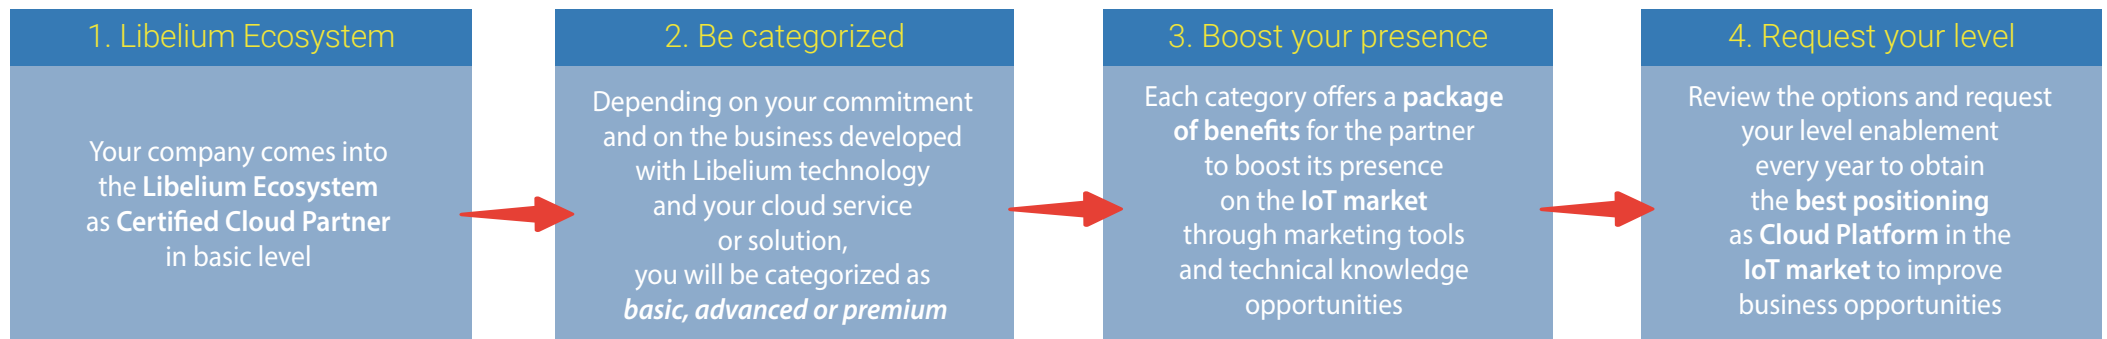 1. Libelium Ecosystem
Your company comes into
the Libelium Ecosystem
as Certified Cloud Partner
in basic level
2. Be categorized
Depending on your commitment
and on the business developed
with Libelium technology
and your cloud service
or solution,
you will be categorized as
basic, advanced or premium
3. Boost your presence
Each category offers a package
of benefits for the partner
to boost its presence
on the IoT market
through marketing tools
and technical knowledge
opportunities
4. Request your level
Review the options and request
your level enablement
every year to obtain
the best positioning
as Cloud Platform in the
IoT market to improve
business opportunities